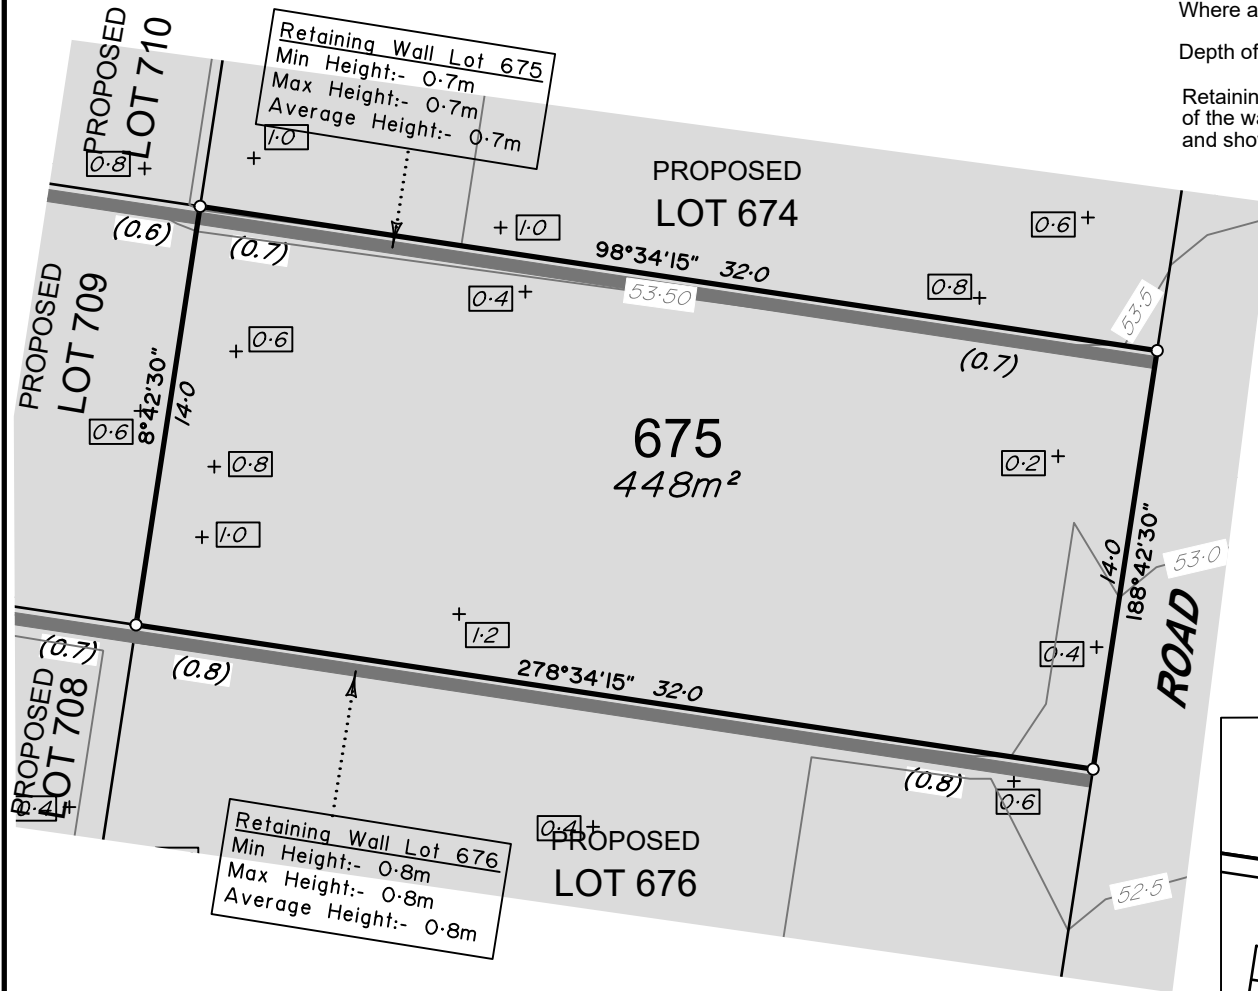 Where a
Depth of
Retainin
of the wa
and sho
PROPOSED
LOT 710
Retaining Wall Lot 675
Min Height:- 0·7m
Max Height:- 0·7m
Average Height:- 0·7m
0·8
1·0
PROPOSED
LOT 674
1·0
0·6
(0.6)
(0.7)
98°34'15" 32·0
0·8
53·50
53·5
0·4
PROPOSED
LOT 709
0·6
(0.7)
8°42'30"
14·0
0·6
675
448m²
0·8
0·2
1·0
14·0
188°42'30"
53·0
ROAD
1·2
0·4
(0.7)
(0.8)
278°34'15" 32·0
PROPOSED
LOT 708
0·4
(0.8)
0·6
Retaining Wall Lot 676
Min Height:- 0·8m
Max Height:- 0·8m
Average Height:- 0·8m
0·4
PROPOSED
LOT 676
52·5